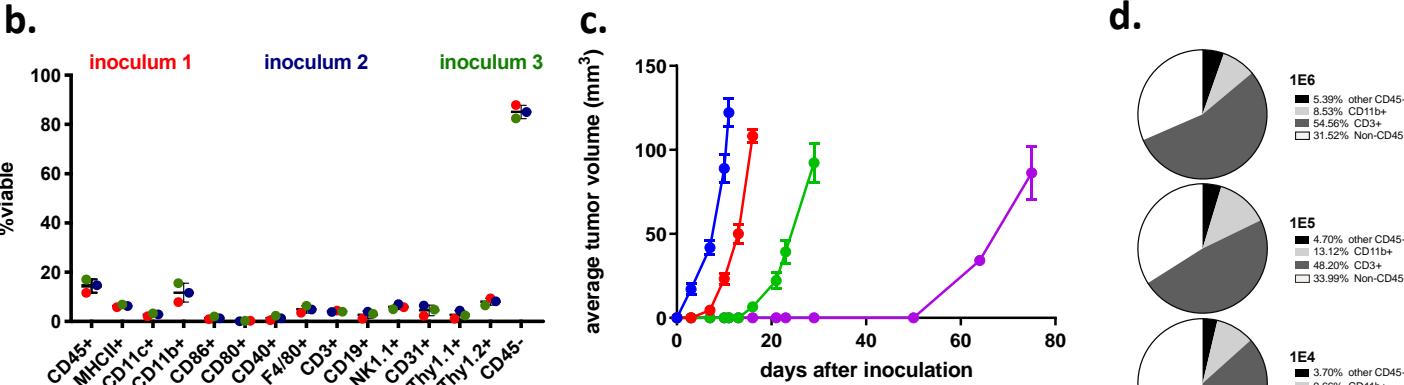 b.
inoculum 1
inoculum 2
inoculum 3
%viable
100
80
60
40
20
0
CD45+
MHCII+
CD11c+
CD11b+
CD86+
CD80+
CD40+
F4/80+
CD3+
CD19+
NK1.1+
CD31+
Thy1.1+
Thy1.2+
CD45-
c.
average tumor volume (mm3)
150
100
50
0
0
20
40
60
80
days after inoculation
d.
1E6
5.39% other CD45-
8.53% CD11b+
54.56% CD3+
31.52% Non-CD45
1E5
4.70% other CD45-
13.12% CD11b+
48.20% CD3+
33.99% Non-CD45
1E4
3.70% other CD45-